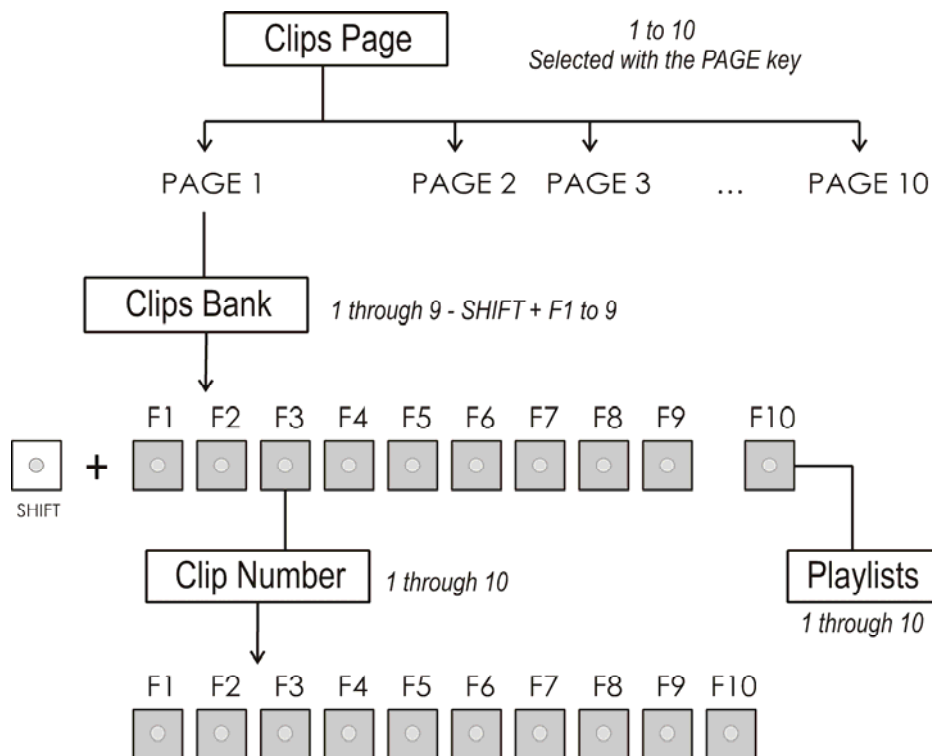 Clips Page
1 to 10
Selected with the PAGE key
PAGE 1 PAGE 2 PAGE 3 ... PAGE 10
Clips Bank
1 through 9 - SHIFT + F1 to 9
F1 F2 F3 F4 F5 F6 F7 F8 F9 F10
+
SHIFT
Clip Number
1 through 10
Playlists
1 through 10
F1 F2 F3 F4 F5 F6 F7 F8 F9 F10